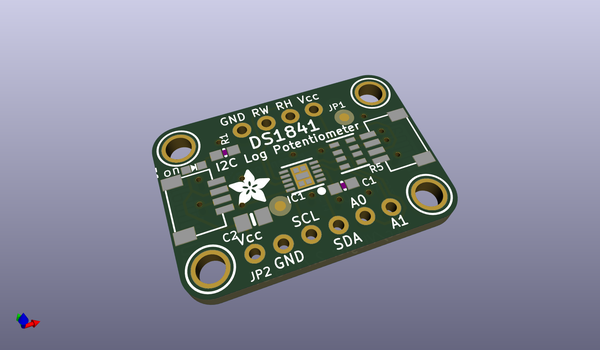 GND RW RH Vcc
JP1
R1
DS1841
Log Potentiometer
on
I2C
R5
C1
IC1
C2
Vcc
GND
SCL
SDA
A0
A1
JP2